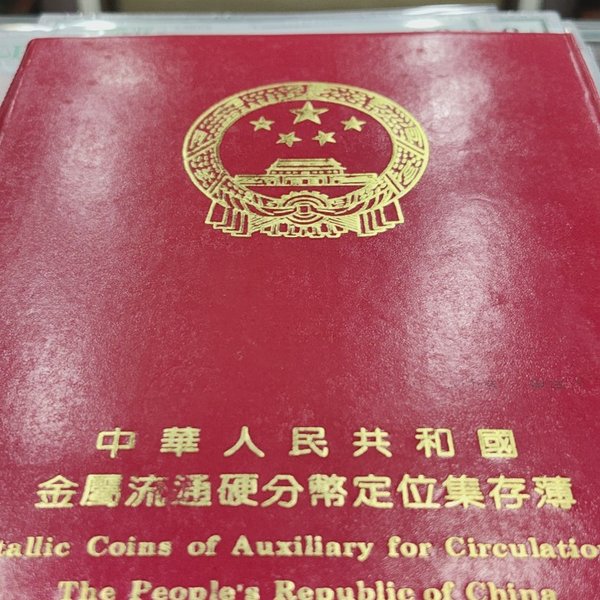 中華人民共和國
金屬流通硬分幣定位集存薄
tallic Coins of Auxiliary for Circulation
The People's Republic of China